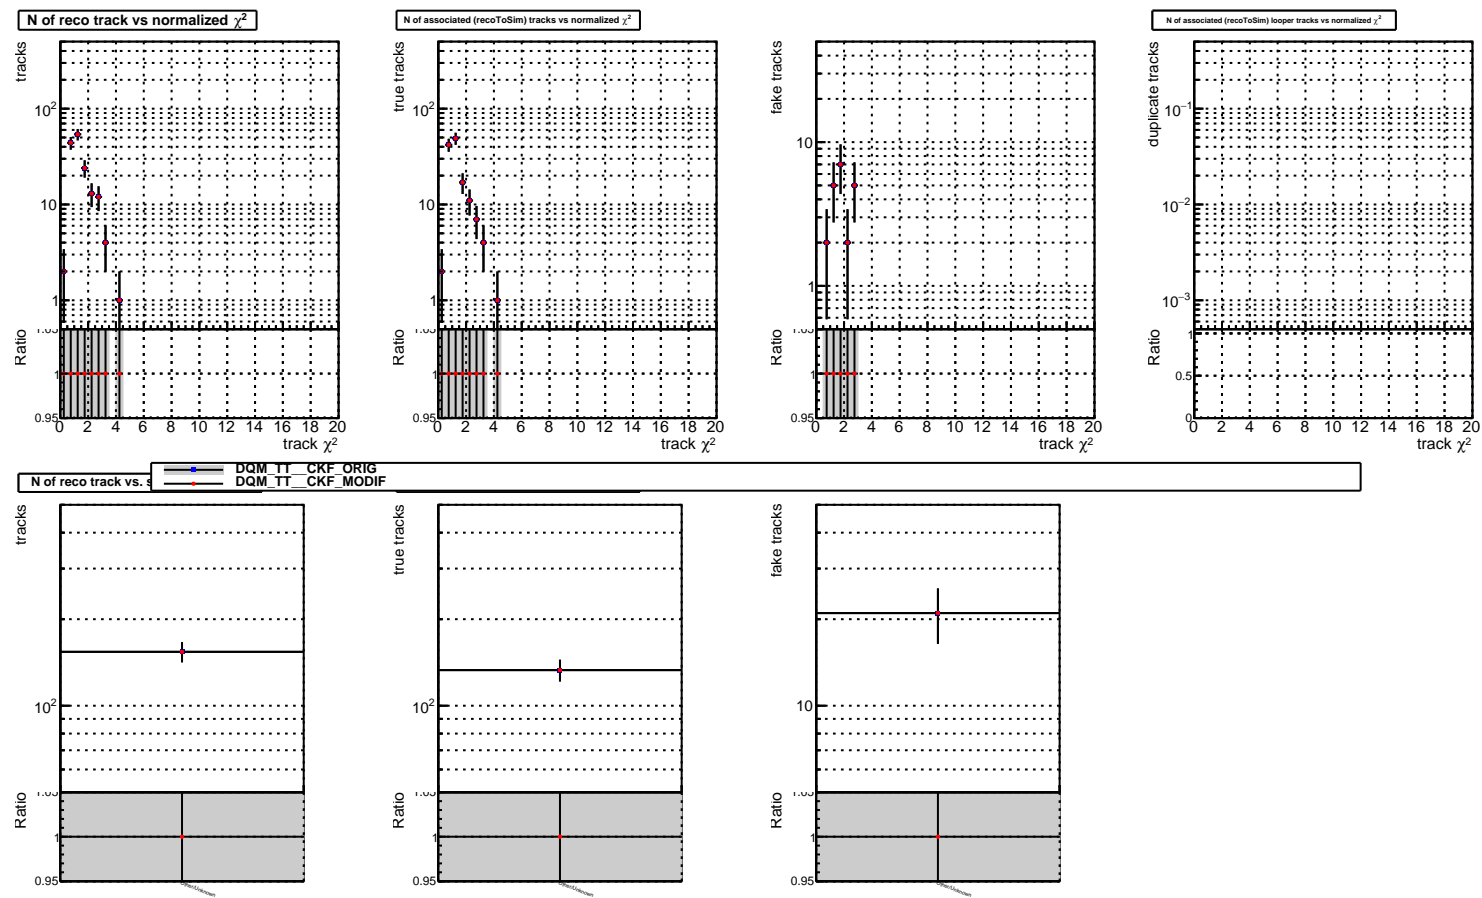 N of reco track vs normalized χ²
N of associated (recoToSim) tracks vs normalized χ²
N of associated (recoToSim) looper tracks vs normalized χ²
tracks
10²
10
1
Ratio
1
0.95
0 2 4 6 8 10 12 14 16 18 20
track χ²
true tracks
10²
10
1
Ratio
1
0.95
0 2 4 6 8 10 12 14 16 18 20
track χ²
fake tracks
10
1
Ratio
1
0.95
0 2 4 6 8 10 12 14 16 18 20
track χ²
duplicate tracks
10⁻¹
10⁻²
10⁻³
Ratio
1
0.5
0
0 2 4 6 8 10 12 14 16 18 20
track χ²
N of reco track vs. s
DQM_TT__CKF_ORIG
DQM_TT__CKF_MODIF
tracks
10²
Ratio
1
0.95
true tracks
10²
Ratio
1
0.95
fake tracks
10
Ratio
1
0.95